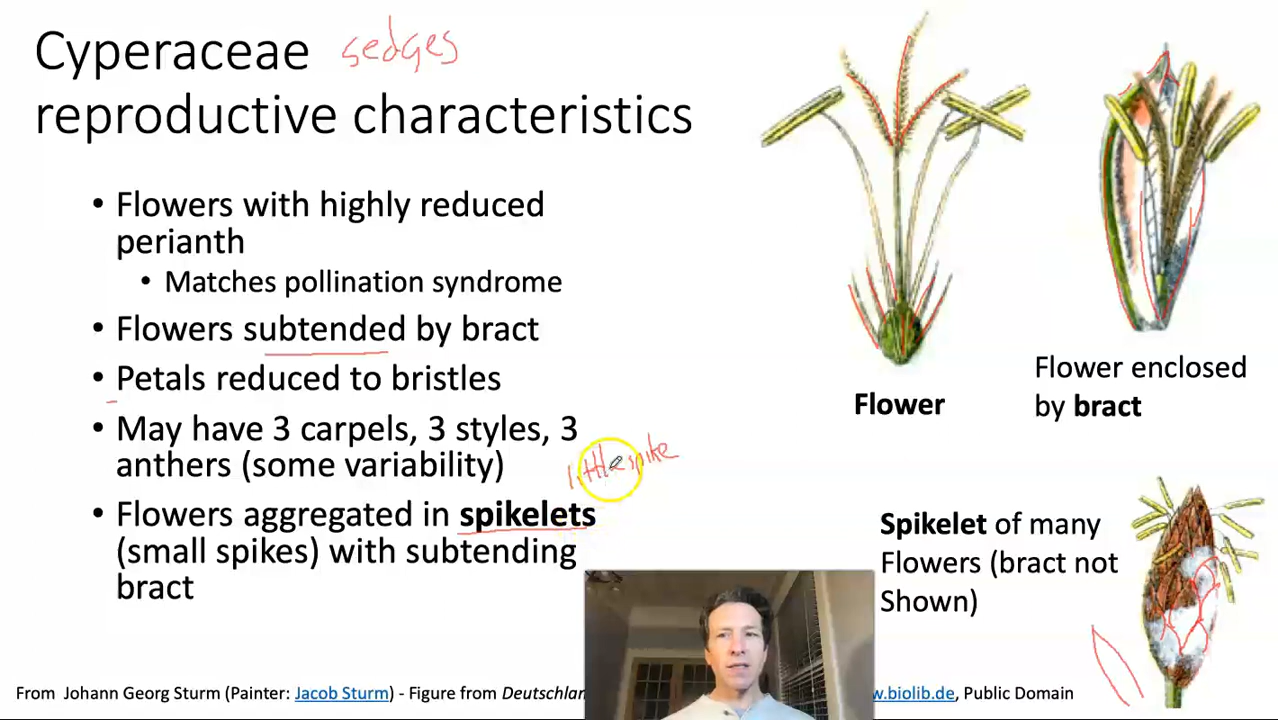 Cyperaceae sedges
reproductive characteristics
• Flowers with highly reduced
perianth
• Matches pollination syndrome
• Flowers subtended by bract
• Petals reduced to bristles
• May have 3 carpels, 3 styles, 3
anthers (some variability)
little spike
• Flowers aggregated in spikelets
(small spikes) with subtending
bract
Flower
Flower enclosed
by bract
Spikelet of many
Flowers (bract not
Shown)
From Johann Georg Sturm (Painter: Jacob Sturm) - Figure from Deutschlan
w.biolib.de, Public Domain